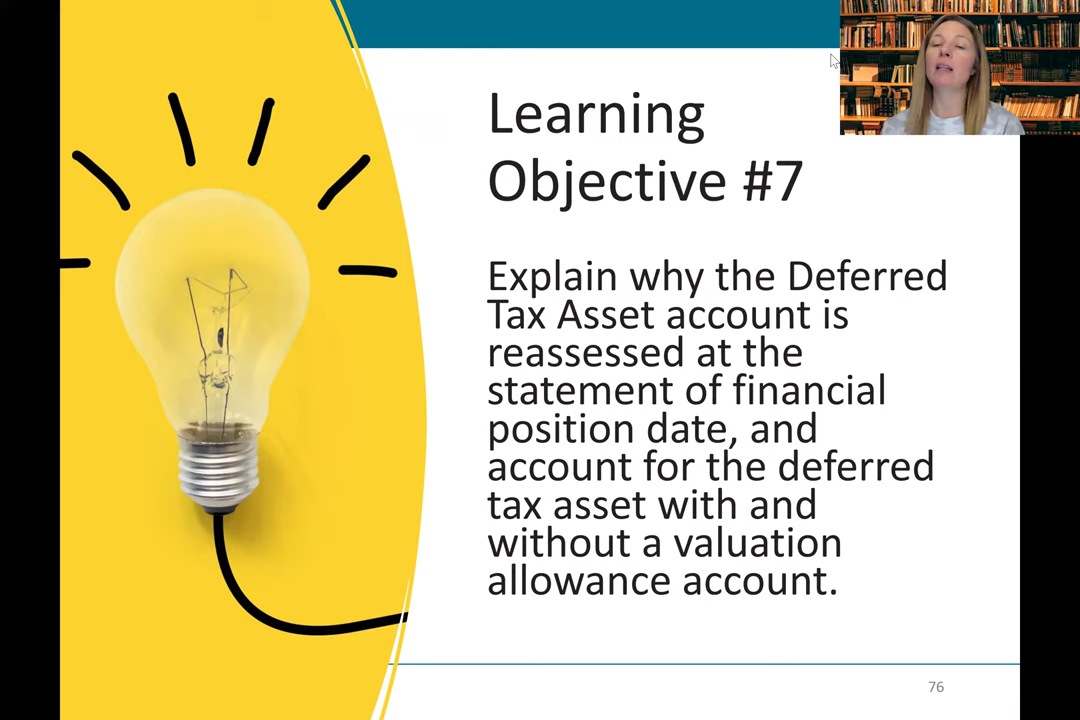 Learning
Objective #7
Explain why the Deferred
Tax Asset account is
reassessed at the
statement of financial
position date, and
account for the deferred
tax asset with and
without a valuation
allowance account.
76